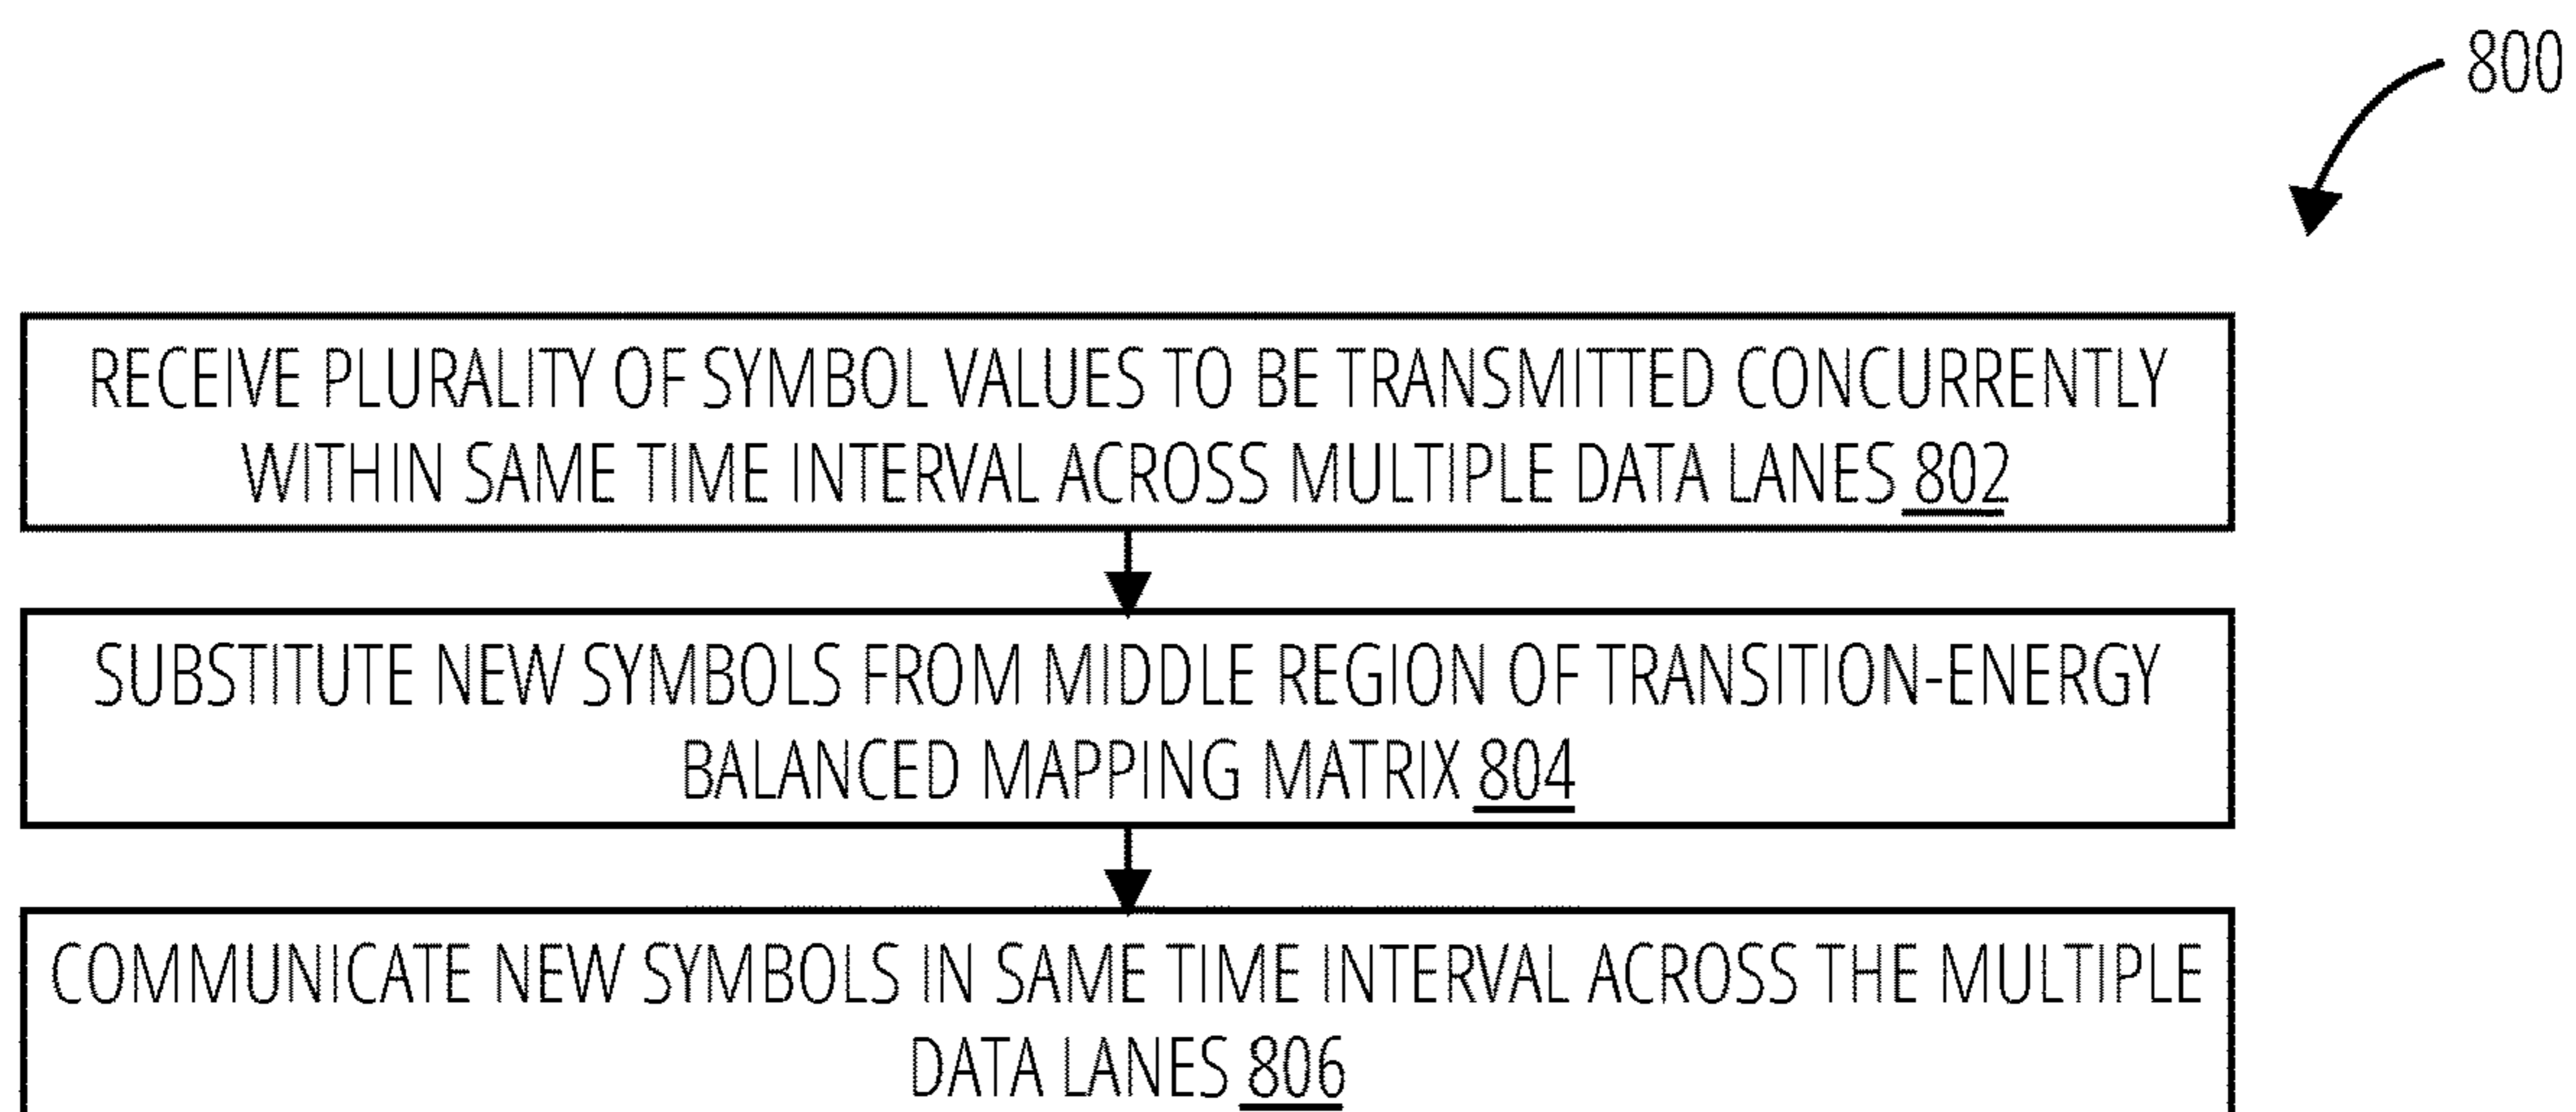 800
RECEIVE PLURALITY OF SYMBOL VALUES TO BE TRANSMITTED CONCURRENTLY
WITHIN SAME TIME INTERVAL ACROSS MULTIPLE DATA LANES 802
SUBSTITUTE NEW SYMBOLS FROM MIDDLE REGION OF TRANSITION-ENERGY
BALANCED MAPPING MATRIX 804
COMMUNICATE NEW SYMBOLS IN SAME TIME INTERVAL ACROSS THE MULTIPLE
DATA LANES 806